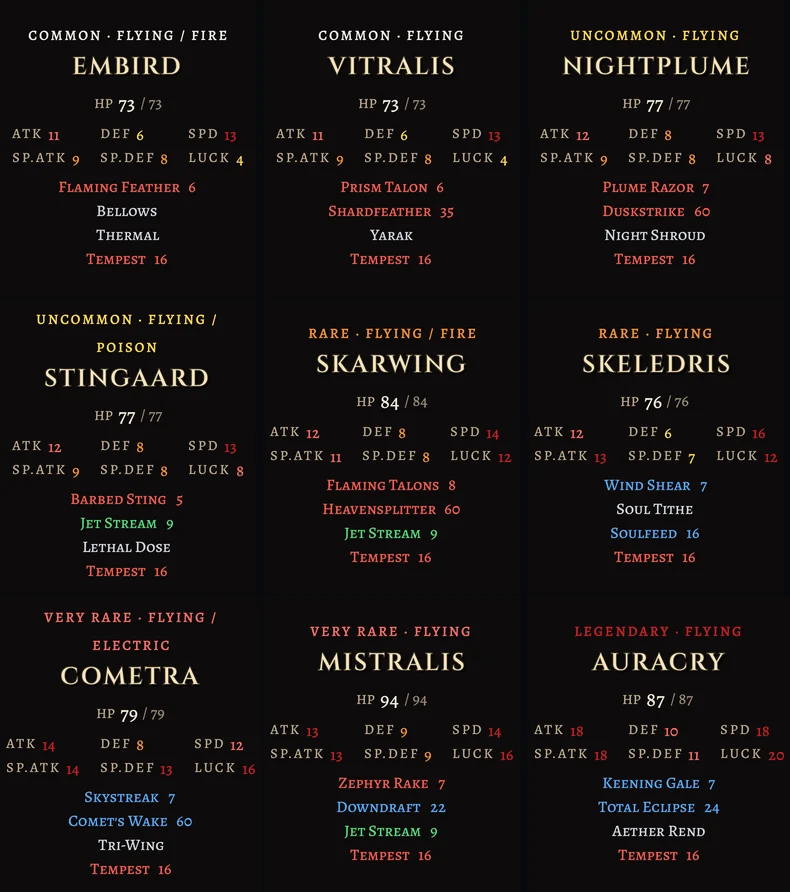 COMMON · FLYING / FIRE
EMBIRD
HP 73 / 73
ATK 11 DEF 6 SPD 13
SP.ATK 9 SP.DEF 8 LUCK 4
FLAMING FEATHER 6
BELLOWS
THERMAL
TEMPEST 16
COMMON · FLYING
VITRALIS
HP 73 / 73
ATK 11 DEF 6 SPD 13
SP.ATK 9 SP.DEF 8 LUCK 4
PRISM TALON 6
SHARDFEATHER 35
YARAK
TEMPEST 16
UNCOMMON · FLYING
NIGHTPLUME
HP 77 / 77
ATK 12 DEF 8 SPD 13
SP.ATK 9 SP.DEF 8 LUCK 8
PLUME RAZOR 7
DUSKSTRIKE 60
NIGHT SHROUD
TEMPEST 16
UNCOMMON · FLYING /
POISON
STINGAARD
HP 77 / 77
ATK 12 DEF 8 SPD 13
SP.ATK 9 SP.DEF 8 LUCK 8
BARBED STING 5
JET STREAM 9
LETHAL DOSE
TEMPEST 16
RARE · FLYING / FIRE
SKARWING
HP 84 / 84
ATK 12 DEF 8 SPD 14
SP.ATK 11 SP.DEF 8 LUCK 12
FLAMING TALONS 8
HEAVENSPLITTER 60
JET STREAM 9
TEMPEST 16
RARE · FLYING
SKELEDRIS
HP 76 / 76
ATK 12 DEF 6 SPD 16
SP.ATK 13 SP.DEF 7 LUCK 12
WIND SHEAR 7
SOUL TITHE
SOULFEED 16
TEMPEST 16
VERY RARE · FLYING /
ELECTRIC
COMETRA
HP 79 / 79
ATK 14 DEF 8 SPD 12
SP.ATK 14 SP.DEF 13 LUCK 16
SKYSTREAK 7
COMET'S WAKE 60
TRI-WING
TEMPEST 16
VERY RARE · FLYING
MISTRALIS
HP 94 / 94
ATK 13 DEF 9 SPD 14
SP.ATK 13 SP.DEF 9 LUCK 16
ZEPHYR RAKE 7
DOWNDRAFT 22
JET STREAM 9
TEMPEST 16
LEGENDARY · FLYING
AURACRY
HP 87 / 87
ATK 18 DEF 10 SPD 18
SP.ATK 18 SP.DEF 11 LUCK 20
KEENING GALE 7
TOTAL ECLIPSE 24
AETHER REND
TEMPEST 16